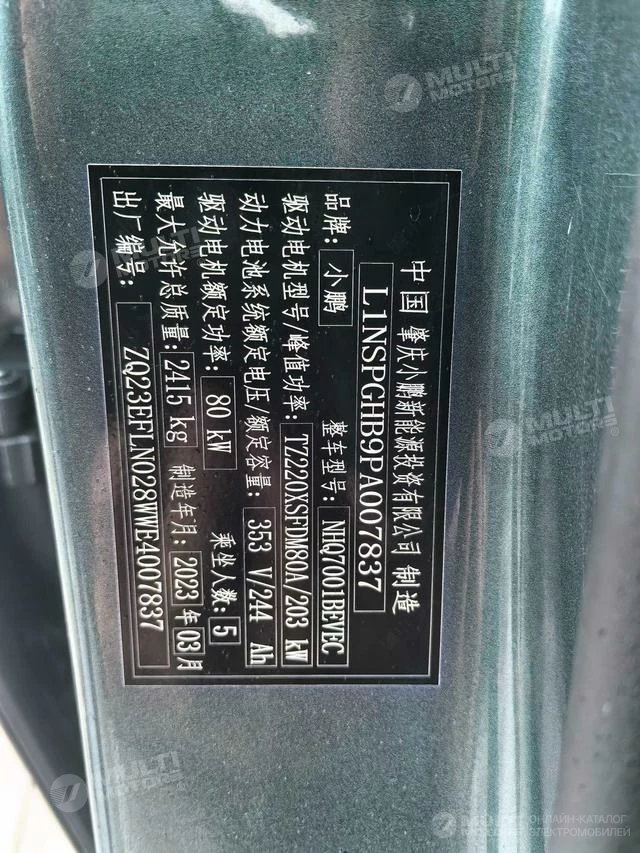 中国 肇庆小鹏新能源投资有限公司 制造
L1NSPGHB9PA007837
品牌: 小鹏 整车型号: NHQ7001BEVEC
驱动电机型号/峰值功率: TZ220XSFDM80A/203 kW
动力电池系统额定电压/额定容量: 353 V/244 Ah
驱动电机额定功率: 80 kW 乘坐人数: 5
最大允许总质量: 2415 kg 制造年月: 2023 年 03 月
出厂编号: ZQ23EFLN028WWE4007837
MULTI MOTORS
MULTI MOTORS
MULTI MOTORS
MULTI MOTORS
ОНЛАЙН-КАТАЛОГ
ЭЛЕКТРОМОБИЛЕЙ